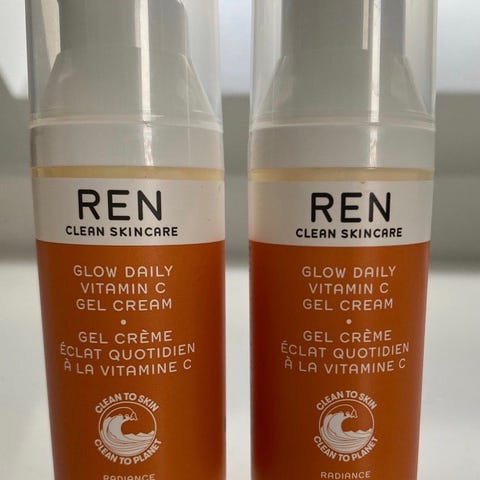 REN
CLEAN SKINCARE
GLOW DAILY
VITAMIN C
GEL CREAM
•
GEL CRÈME
ÉCLAT QUOTIDIEN
À LA VITAMINE C
CLEAN TO SKIN
CLEAN TO PLANET
RADIANCE
REN
CLEAN SKINCARE
GLOW DAILY
VITAMIN C
GEL CREAM
•
GEL CRÈME
ÉCLAT QUOTIDIEN
À LA VITAMINE C
CLEAN TO SKIN
CLEAN TO PLANET
RADIANCE